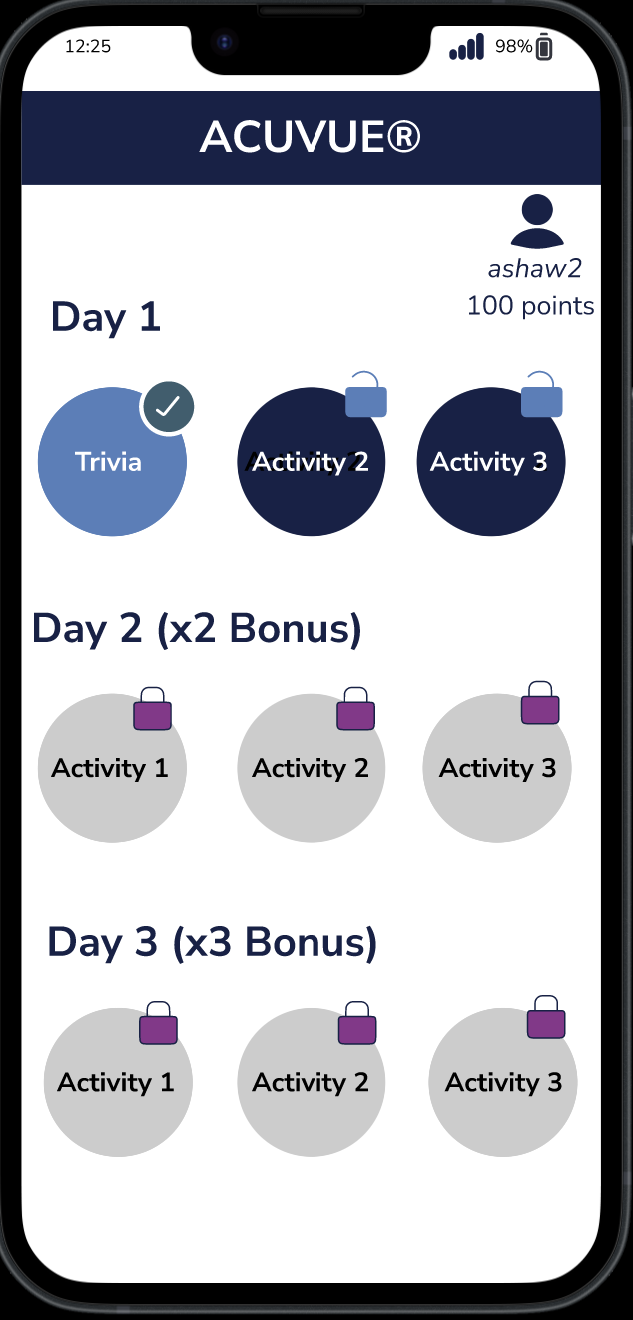 12:25
98%
ACUVUE®
ashaw2
100 points
Day 1
Trivia
Activity 2
Activity 3
Day 2 (x2 Bonus)
Activity 1
Activity 2
Activity 3
Day 3 (x3 Bonus)
Activity 1
Activity 2
Activity 3